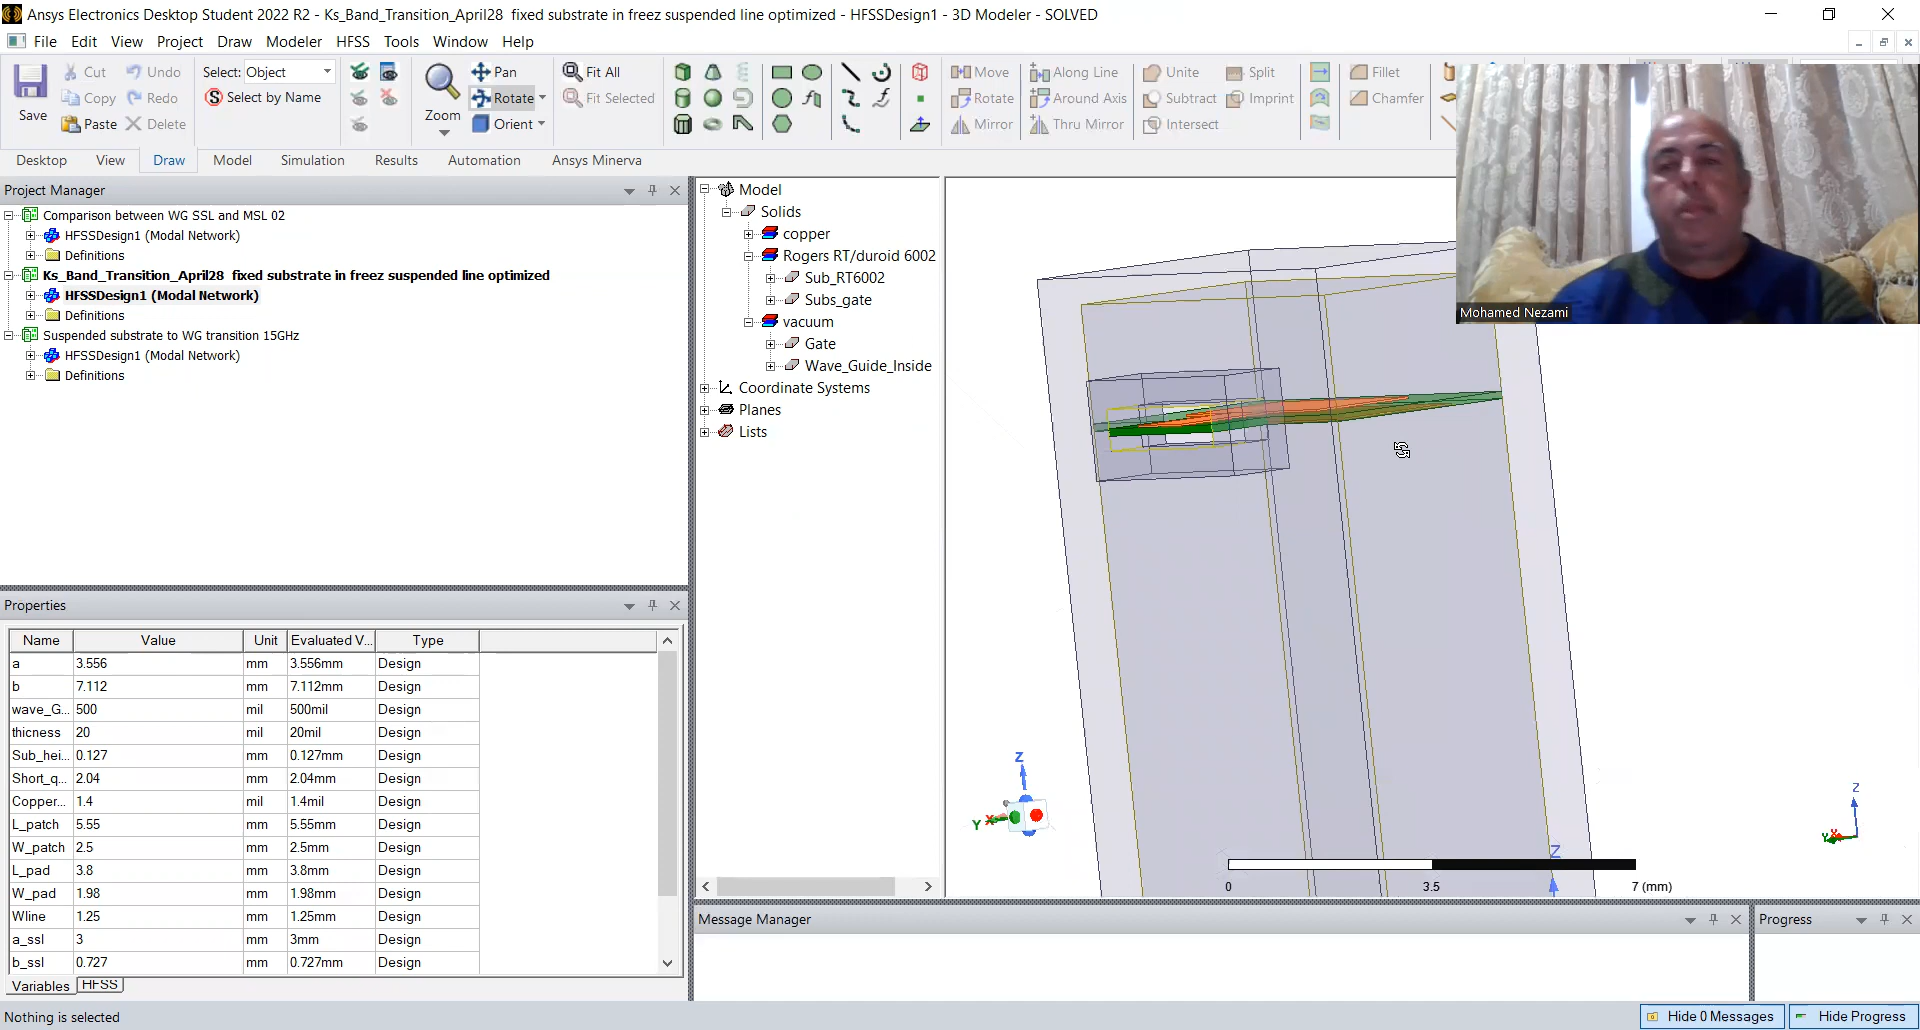 Ansys Electronics Desktop Student 2022 R2 - Ks_Band_Transition_April28  fixed substrate in freez suspended line optimized - HFSSDesign1 - 3D Modeler - SOLVED
File Edit View Project Draw Modeler HFSS Tools Window Help
Save
Cut Undo
Copy Redo
Paste Delete
Select: Object
Select by Name
Zoom
Pan
Rotate
Orient
Fit All
Fit Selected
Move Along Line
Rotate Around Axis
Mirror Thru Mirror
Unite Split
Subtract Imprint
Intersect
Fillet
Chamfer
Desktop View Draw Model Simulation Results Automation Ansys Minerva
Mohamed Nezami
Project Manager
Comparison between WG SSL and MSL 02
HFSSDesign1 (Modal Network)
Definitions
Ks_Band_Transition_April28  fixed substrate in freez suspended line optimized
HFSSDesign1 (Modal Network)
Definitions
Suspended substrate to WG transition 15GHz
HFSSDesign1 (Modal Network)
Definitions
Model
Solids
copper
Rogers RT/duroid 6002
Sub_RT6002
Subs_gate
vacuum
Gate
Wave_Guide_Inside
Coordinate Systems
Planes
Lists
Properties
Name Value Unit Evaluated V... Type
a 3.556 mm 3.556mm Design
b 7.112 mm 7.112mm Design
wave_G... 500 mil 500mil Design
thicness 20 mil 20mil Design
Sub_hei... 0.127 mm 0.127mm Design
Short_q... 2.04 mm 2.04mm Design
Copper... 1.4 mil 1.4mil Design
L_patch 5.55 mm 5.55mm Design
W_patch 2.5 mm 2.5mm Design
L_pad 3.8 mm 3.8mm Design
W_pad 1.98 mm 1.98mm Design
Wline 1.25 mm 1.25mm Design
a_ssl 3 mm 3mm Design
b_ssl 0.727 mm 0.727mm Design
Variables HFSS
Z
Y X
Z
Z
Y X
0 3.5 7 (mm)
Message Manager
Progress
Nothing is selected
Hide 0 Messages
Hide Progress